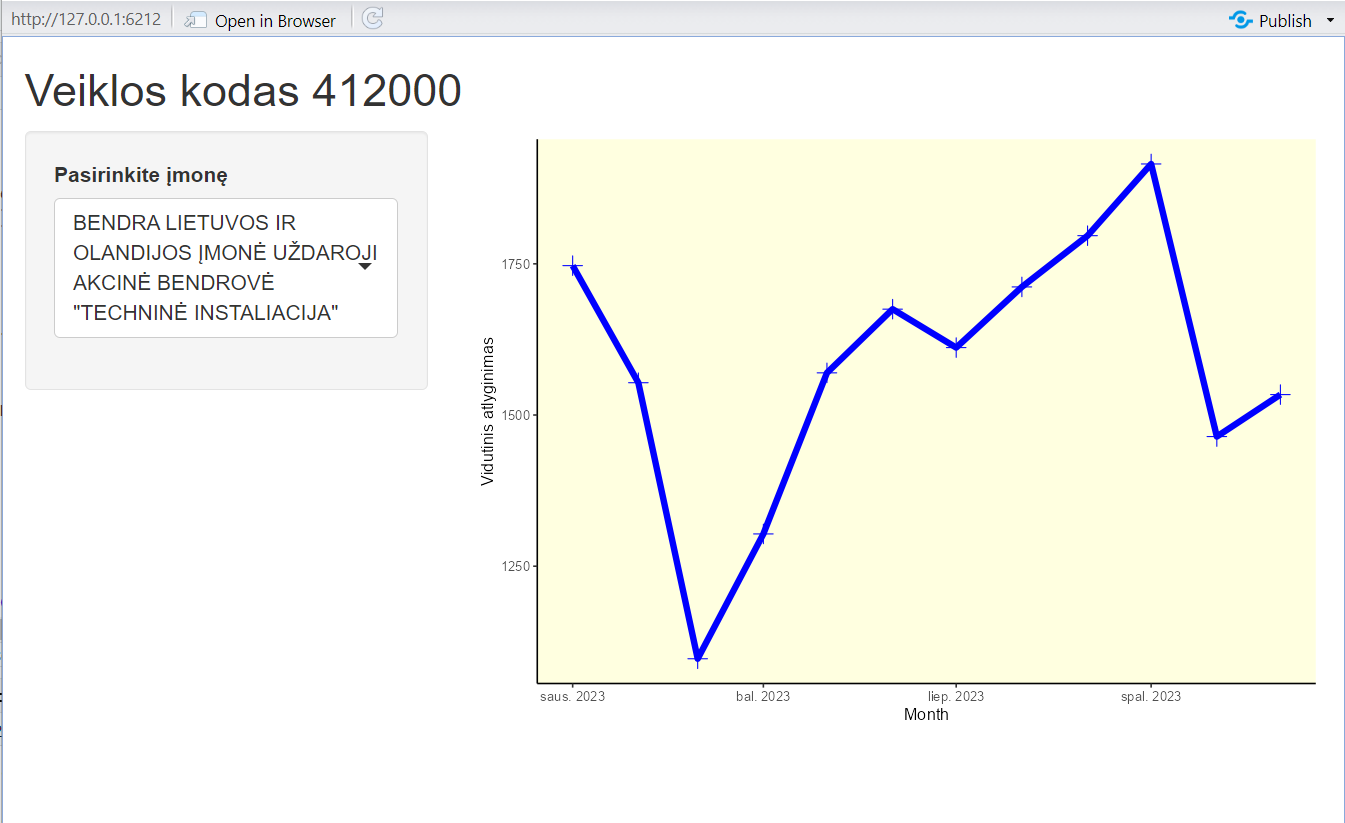 http://127.0.0.1:6212 Open in Browser Publish
Veiklos kodas 412000
Pasirinkite įmonę
BENDRA LIETUVOS IR
OLANDIJOS ĮMONĖ UŽDAROJI
AKCINĖ BENDROVĖ
"TECHNINĖ INSTALIACIJA"
Vidutinis atlyginimas
1750
1500
1250
saus. 2023 bal. 2023 liep. 2023 spal. 2023
Month